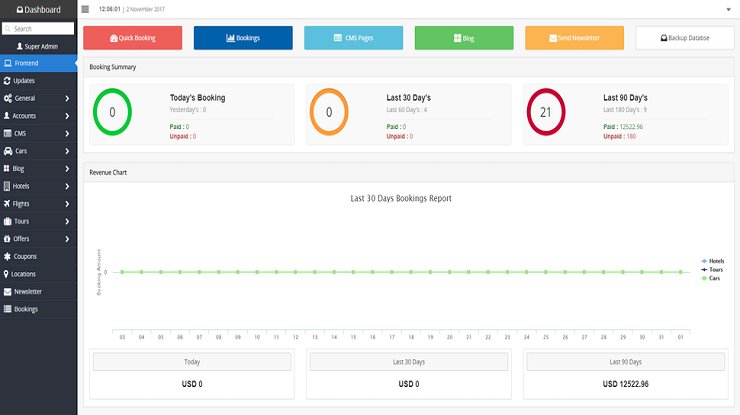 Dashboard
12:06:01 | 2 November 2017
Search
Super Admin
Frontend
Updates
General
Accounts
CMS
Cars
Blog
Hotels
Flights
Tours
Offers
Coupons
Locations
Newsletter
Bookings
Quick Booking
Bookings
CMS Pages
Blog
Send Newsletter
Backup Databse
Booking Summary
0
Today's Booking
Yesterday's : 0
Paid : 0
Unpaid : 0
0
Last 30 Day's
Last 60 Day's : 4
Paid : 0
Unpaid : 0
21
Last 90 Day's
Last 180 Day's : 9
Paid : 12522.96
Unpaid : 180
Revenue Chart
Last 30 Days Bookings Report
Booking Amount
0
Hotels
Tours
Cars
03 04 05 06 07 08 09 10 11 12 13 14 15 16 17 18 19 20 21 22 23 24 25 26 27 28 29 30 31 01
Today
USD 0
Last 30 Days
USD 0
Last 90 Days
USD 12522.96